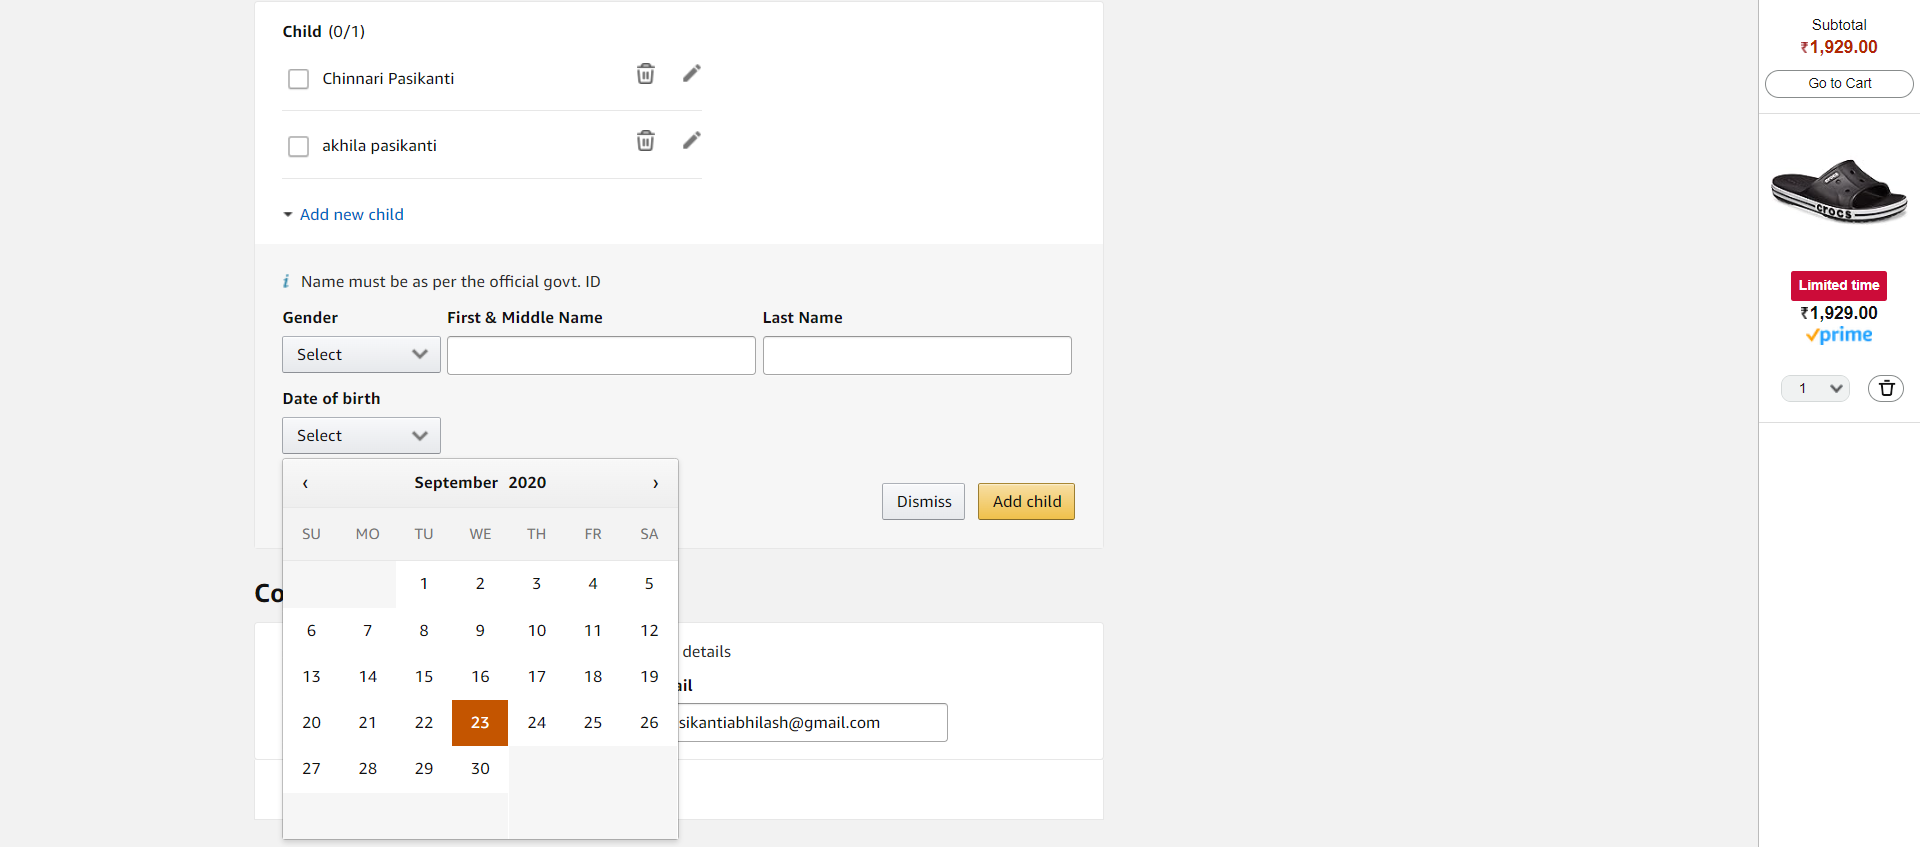 Child (0/1)
Chinnari Pasikanti
akhila pasikanti
Add new child
i Name must be as per the official govt. ID
Gender
First & Middle Name
Last Name
Select
Date of birth
Select
‹ September 2020 ›
SU MO TU WE TH FR SA
1 2 3 4 5
6 7 8 9 10 11 12
13 14 15 16 17 18 19
20 21 22 23 24 25 26
27 28 29 30
Dismiss
Add child
Co
details
ail
sikantiabhilash@gmail.com
Subtotal
₹1,929.00
Go to Cart
crocs
Limited time
₹1,929.00
prime
1